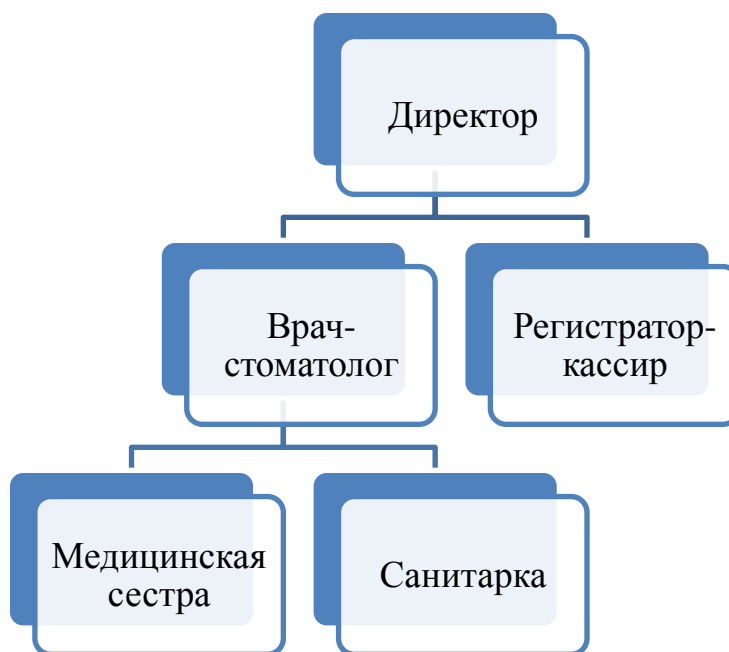 Директор
Врач-
стоматолог
Регистратор-
кассир
Медицинская
сестра
Санитарка